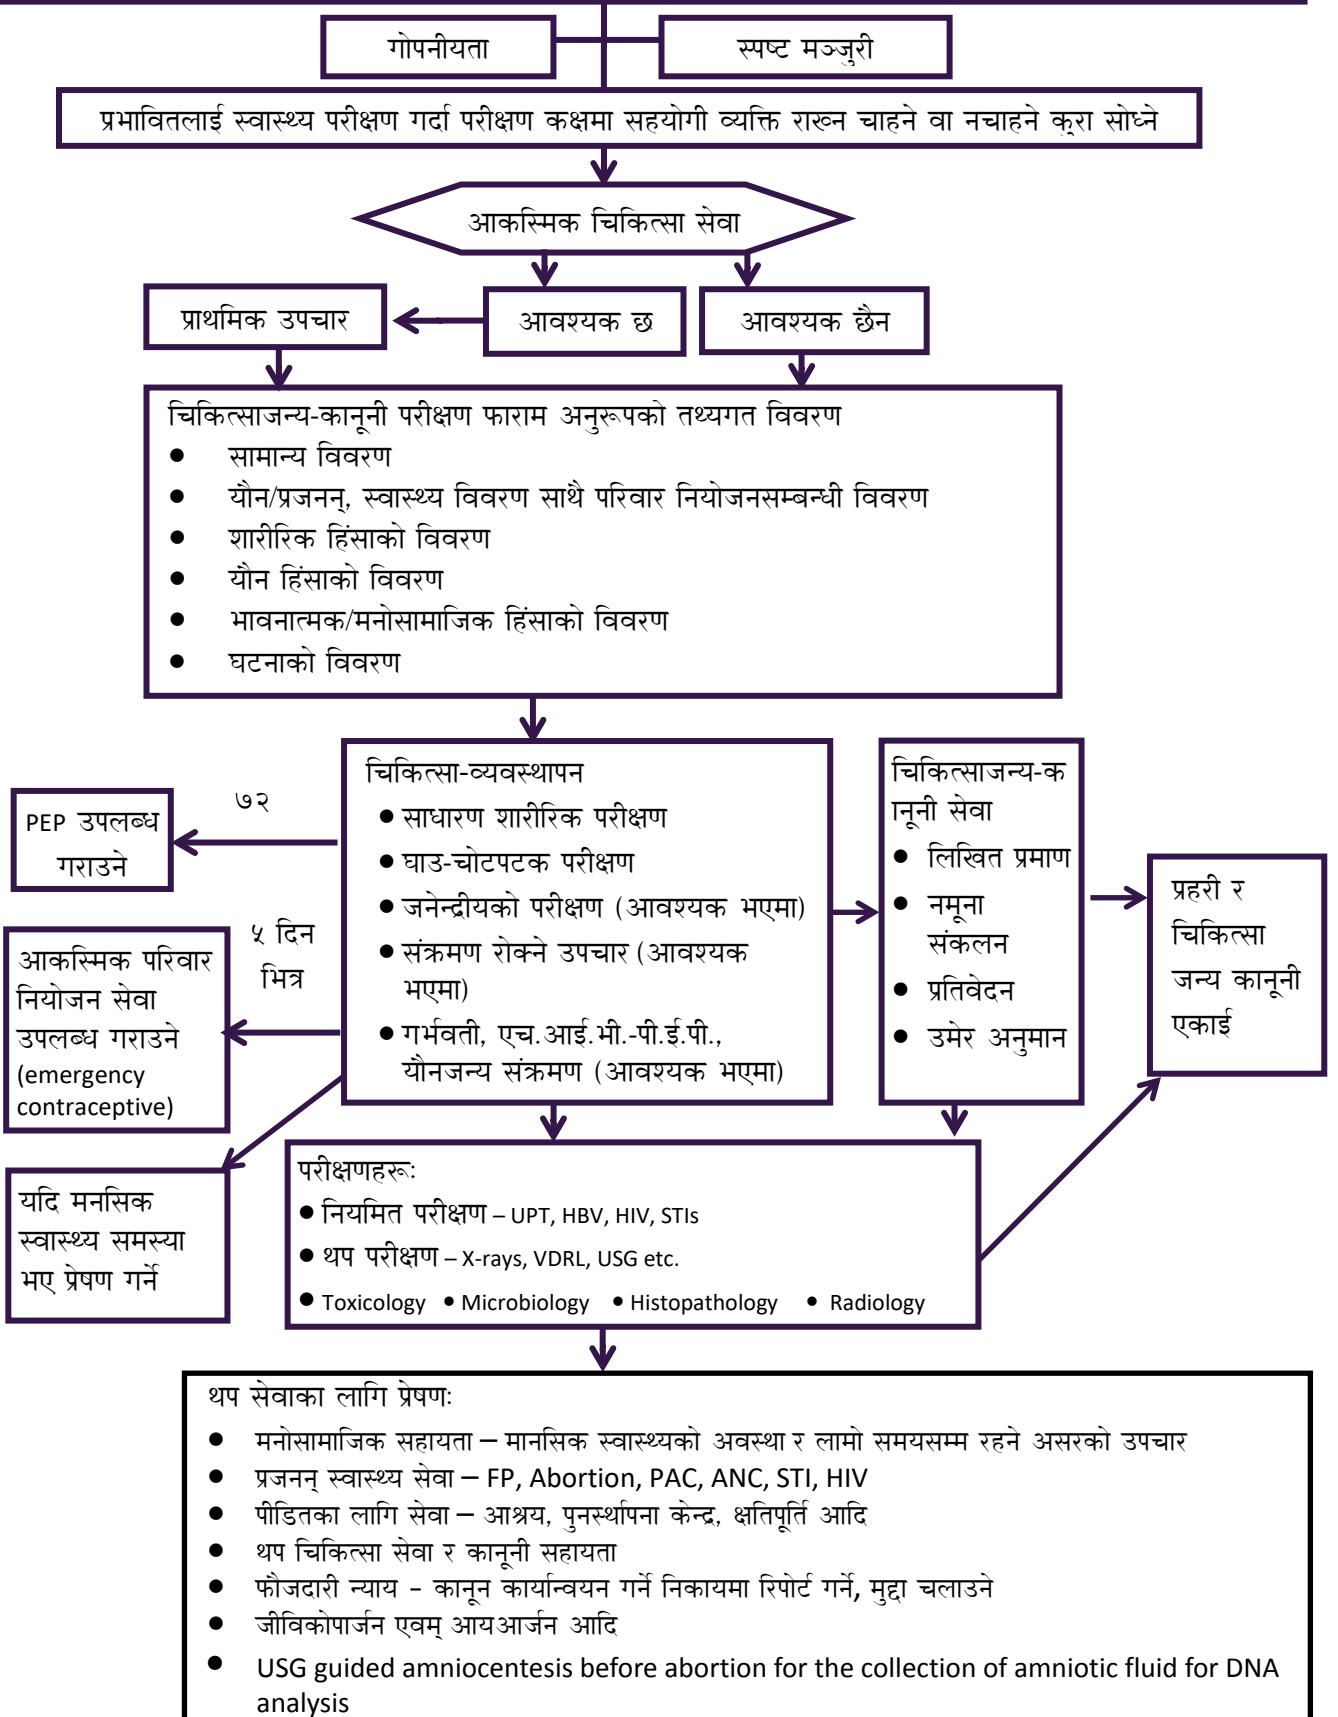 गोपनीयता
स्पष्ट मञ्जुरी
प्रभावितलाई स्वास्थ्य परीक्षण गर्दा परीक्षण कक्षमा सहयोगी व्यक्ति राख्न चाहने वा नचाहने कुरा सोध्ने
आकस्मिक चिकित्सा सेवा
प्राथमिक उपचार
आवश्यक छ
आवश्यक छैन
चिकित्साजन्य-कानूनी परीक्षण फाराम अनुरूपको तथ्यगत विवरण
● सामान्य विवरण
● यौन/प्रजनन्, स्वास्थ्य विवरण साथै परिवार नियोजनसम्बन्धी विवरण
● शारीरिक हिंसाको विवरण
● यौन हिंसाको विवरण
● भावनात्मक/मनोसामाजिक हिंसाको विवरण
● घटनाको विवरण
PEP उपलब्ध
गराउने
७२
चिकित्सा-व्यवस्थापन
● साधारण शारीरिक परीक्षण
● घाउ-चोटपटक परीक्षण
● जनेन्द्रीयको परीक्षण (आवश्यक भएमा)
● संक्रमण रोक्ने उपचार (आवश्यक
भएमा)
● गर्भवती, एच.आई.भी.-पी.ई.पी.,
यौनजन्य संक्रमण (आवश्यक भएमा)
चिकित्साजन्य-क
ानूनी सेवा
● लिखित प्रमाण
● नमूना
संकलन
● प्रतिवेदन
● उमेर अनुमान
प्रहरी र
चिकित्सा
जन्य कानूनी
एकाई
५ दिन
भित्र
आकस्मिक परिवार
नियोजन सेवा
उपलब्ध गराउने
(emergency
contraceptive)
यदि मनसिक
स्वास्थ्य समस्या
भए प्रेषण गर्ने
परीक्षणहरूः
● नियमित परीक्षण – UPT, HBV, HIV, STIs
● थप परीक्षण – X-rays, VDRL, USG etc.
● Toxicology ● Microbiology ● Histopathology ● Radiology
थप सेवाका लागि प्रेषणः
● मनोसामाजिक सहायता – मानसिक स्वास्थ्यको अवस्था र लामो समयसम्म रहने असरको उपचार
● प्रजनन् स्वास्थ्य सेवा – FP, Abortion, PAC, ANC, STI, HIV
● पीडितका लागि सेवा – आश्रय, पुनर्स्थापना केन्द्र, क्षतिपूर्ति आदि
● थप चिकित्सा सेवा र कानूनी सहायता
● फौजदारी न्याय - कानून कार्यान्वयन गर्ने निकायमा रिपोर्ट गर्ने, मुद्दा चलाउने
● जीविकोपार्जन एवम् आयआर्जन आदि
● USG guided amniocentesis before abortion for the collection of amniotic fluid for DNA
analysis